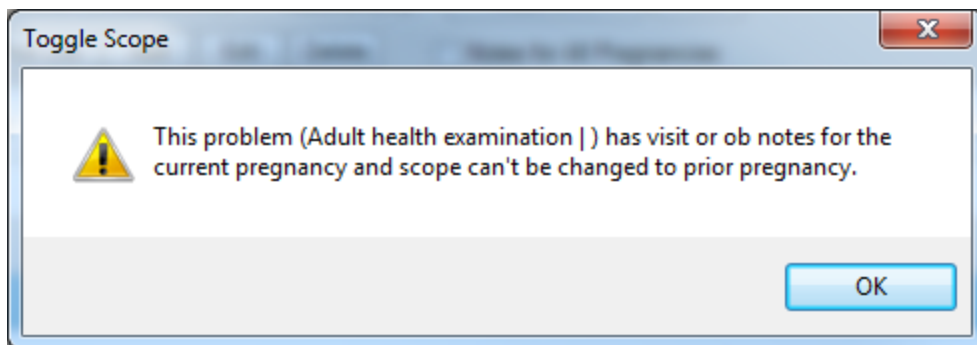 Toggle Scope
This problem (Adult health examination | ) has visit or ob notes for the
current pregnancy and scope can't be changed to prior pregnancy.
OK